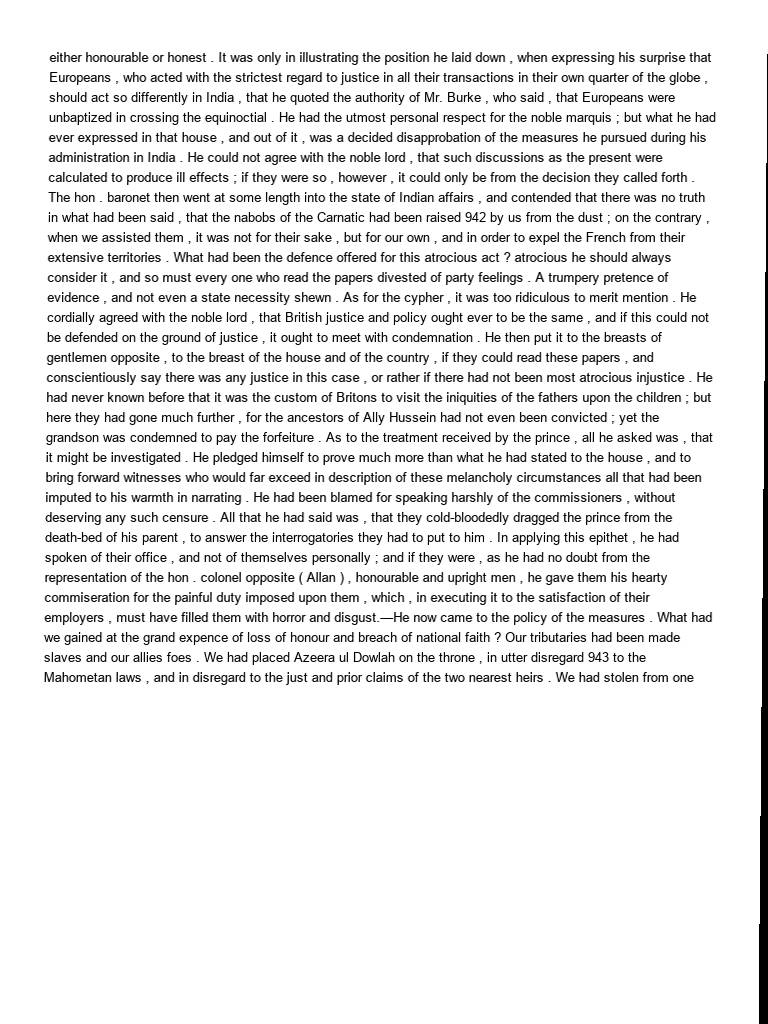 either honourable or honest . It was only in illustrating the position he laid down , when expressing his surprise that
Europeans , who acted with the strictest regard to justice in all their transactions in their own quarter of the globe ,
should act so differently in India , that he quoted the authority of Mr. Burke , who said , that Europeans were
unbaptized in crossing the equinoctial . He had the utmost personal respect for the noble marquis ; but what he had
ever expressed in that house , and out of it , was a decided disapprobation of the measures he pursued during his
administration in India . He could not agree with the noble lord , that such discussions as the present were
calculated to produce ill effects ; if they were so , however , it could only be from the decision they called forth .
The hon . baronet then went at some length into the state of Indian affairs , and contended that there was no truth
in what had been said , that the nabobs of the Carnatic had been raised 942 by us from the dust ; on the contrary ,
when we assisted them , it was not for their sake , but for our own , and in order to expel the French from their
extensive territories . What had been the defence offered for this atrocious act ? atrocious he should always
consider it , and so must every one who read the papers divested of party feelings . A trumpery pretence of
evidence , and not even a state necessity shewn . As for the cypher , it was too ridiculous to merit mention . He
cordially agreed with the noble lord , that British justice and policy ought ever to be the same , and if this could not
be defended on the ground of justice , it ought to meet with condemnation . He then put it to the breasts of
gentlemen opposite , to the breast of the house and of the country , if they could read these papers , and
conscientiously say there was any justice in this case , or rather if there had not been most atrocious injustice . He
had never known before that it was the custom of Britons to visit the iniquities of the fathers upon the children ; but
here they had gone much further , for the ancestors of Ally Hussein had not even been convicted ; yet the
grandson was condemned to pay the forfeiture . As to the treatment received by the prince , all he asked was , that
it might be investigated . He pledged himself to prove much more than what he had stated to the house , and to
bring forward witnesses who would far exceed in description of these melancholy circumstances all that had been
imputed to his warmth in narrating . He had been blamed for speaking harshly of the commissioners , without
deserving any such censure . All that he had said was , that they cold-bloodedly dragged the prince from the
death-bed of his parent , to answer the interrogatories they had to put to him . In applying this epithet , he had
spoken of their office , and not of themselves personally ; and if they were , as he had no doubt from the
representation of the hon . colonel opposite ( Allan ) , honourable and upright men , he gave them his hearty
commiseration for the painful duty imposed upon them , which , in executing it to the satisfaction of their
employers , must have filled them with horror and disgust.—He now came to the policy of the measures . What had
we gained at the grand expence of loss of honour and breach of national faith ? Our tributaries had been made
slaves and our allies foes . We had placed Azeera ul Dowlah on the throne , in utter disregard 943 to the
Mahometan laws , and in disregard to the just and prior claims of the two nearest heirs . We had stolen from one